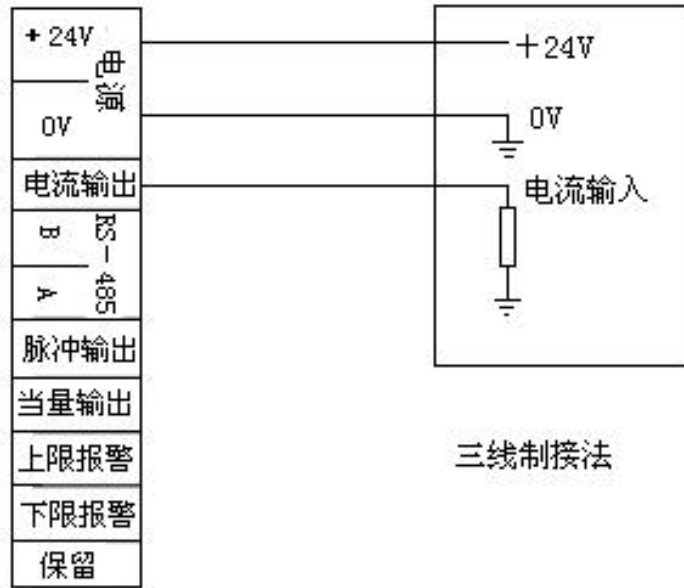 +24V
电源
0V
电流输出
B
A
RS-485
脉冲输出
当量输出
上限报警
下限报警
保留
+24V
0V
电流输入
三线制接法